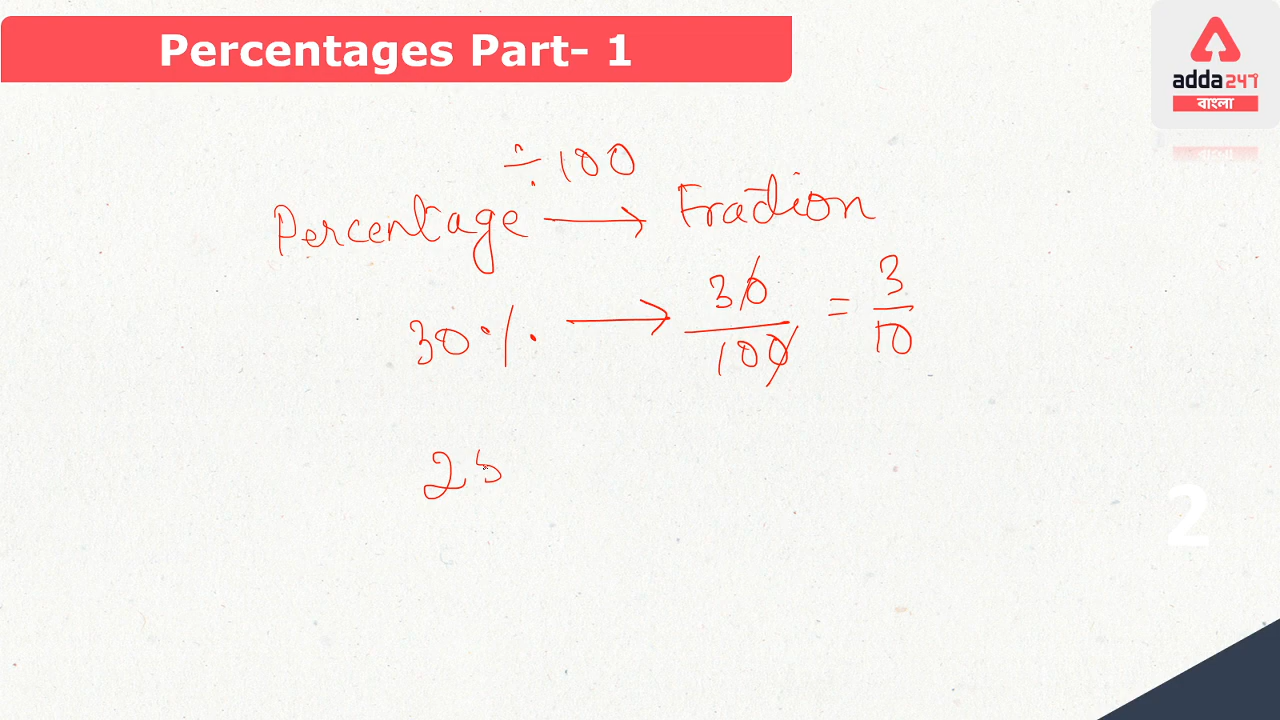 Percentages Part- 1
adda247
বাংলা
÷100
Percentage → Fraction
30% → 30/100 = 3/10
25
2